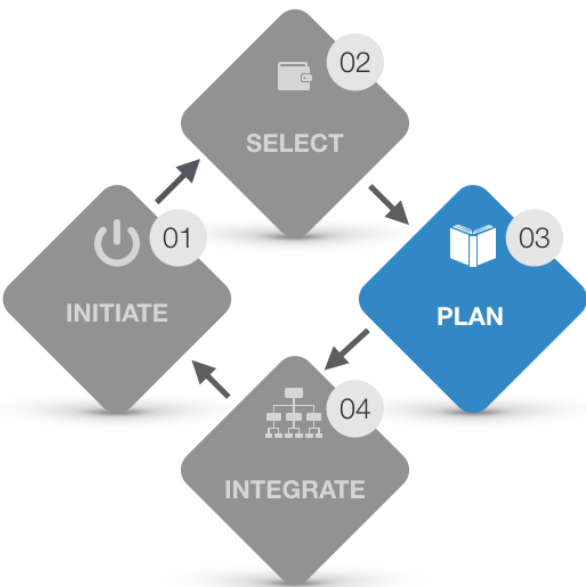 01
INITIATE
02
SELECT
03
PLAN
04
INTEGRATE